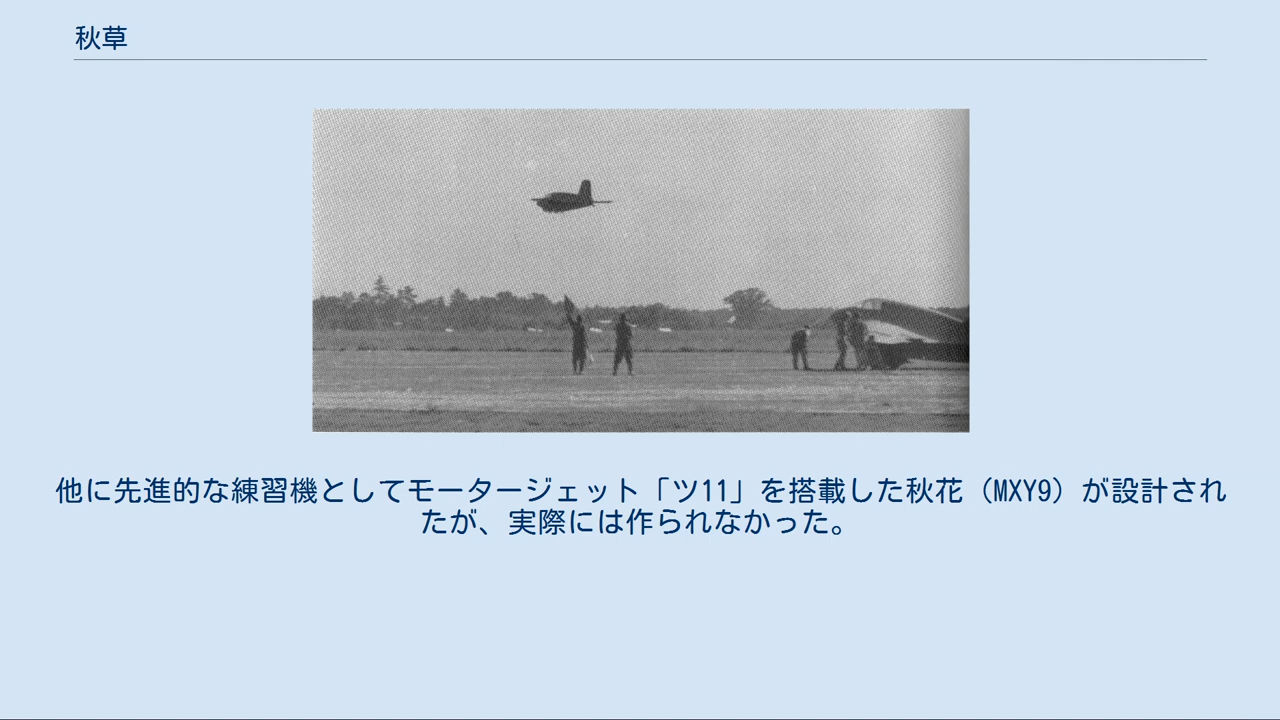 秋草
他に先進的な練習機としてモータージェット「ツ11」を搭載した秋花（MXY9）が設計され
たが、実際には作られなかった。